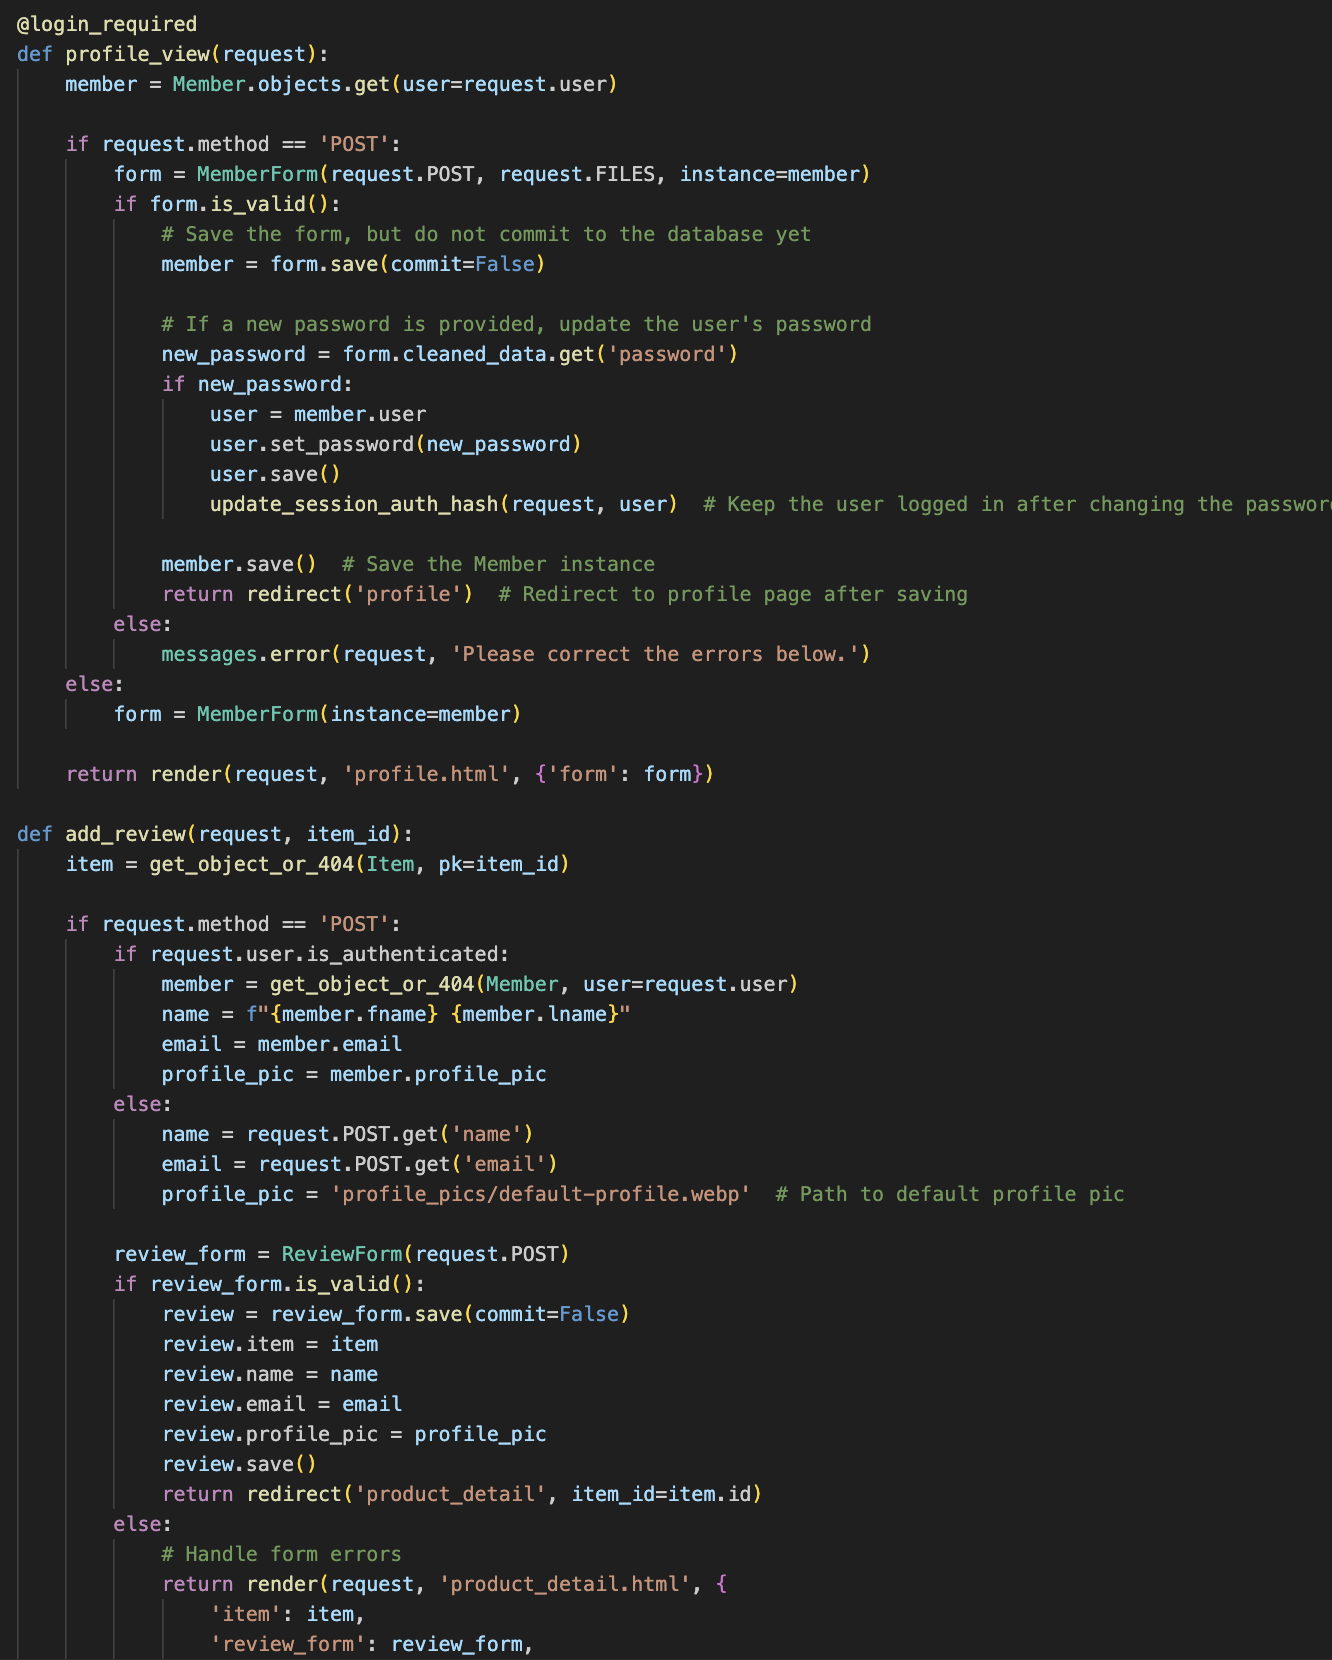 @login_required
def profile_view(request):
    member = Member.objects.get(user=request.user)

    if request.method == 'POST':
        form = MemberForm(request.POST, request.FILES, instance=member)
        if form.is_valid():
            # Save the form, but do not commit to the database yet
            member = form.save(commit=False)

            # If a new password is provided, update the user's password
            new_password = form.cleaned_data.get('password')
            if new_password:
                user = member.user
                user.set_password(new_password)
                user.save()
                update_session_auth_hash(request, user)  # Keep the user logged in after changing the passwor

            member.save()  # Save the Member instance
            return redirect('profile')  # Redirect to profile page after saving
        else:
            messages.error(request, 'Please correct the errors below.')
    else:
        form = MemberForm(instance=member)

    return render(request, 'profile.html', {'form': form})

def add_review(request, item_id):
    item = get_object_or_404(Item, pk=item_id)

    if request.method == 'POST':
        if request.user.is_authenticated:
            member = get_object_or_404(Member, user=request.user)
            name = f"{member.fname} {member.lname}"
            email = member.email
            profile_pic = member.profile_pic
        else:
            name = request.POST.get('name')
            email = request.POST.get('email')
            profile_pic = 'profile_pics/default-profile.webp'  # Path to default profile pic

        review_form = ReviewForm(request.POST)
        if review_form.is_valid():
            review = review_form.save(commit=False)
            review.item = item
            review.name = name
            review.email = email
            review.profile_pic = profile_pic
            review.save()
            return redirect('product_detail', item_id=item.id)
        else:
            # Handle form errors
            return render(request, 'product_detail.html', {
                'item': item,
                'review_form': review_form,